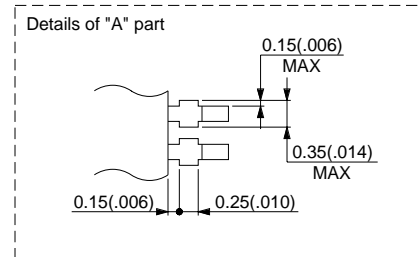 Details of "A" part
0.15(.006)
MAX
0.35(.014)
MAX
0.15(.006)
0.25(.010)